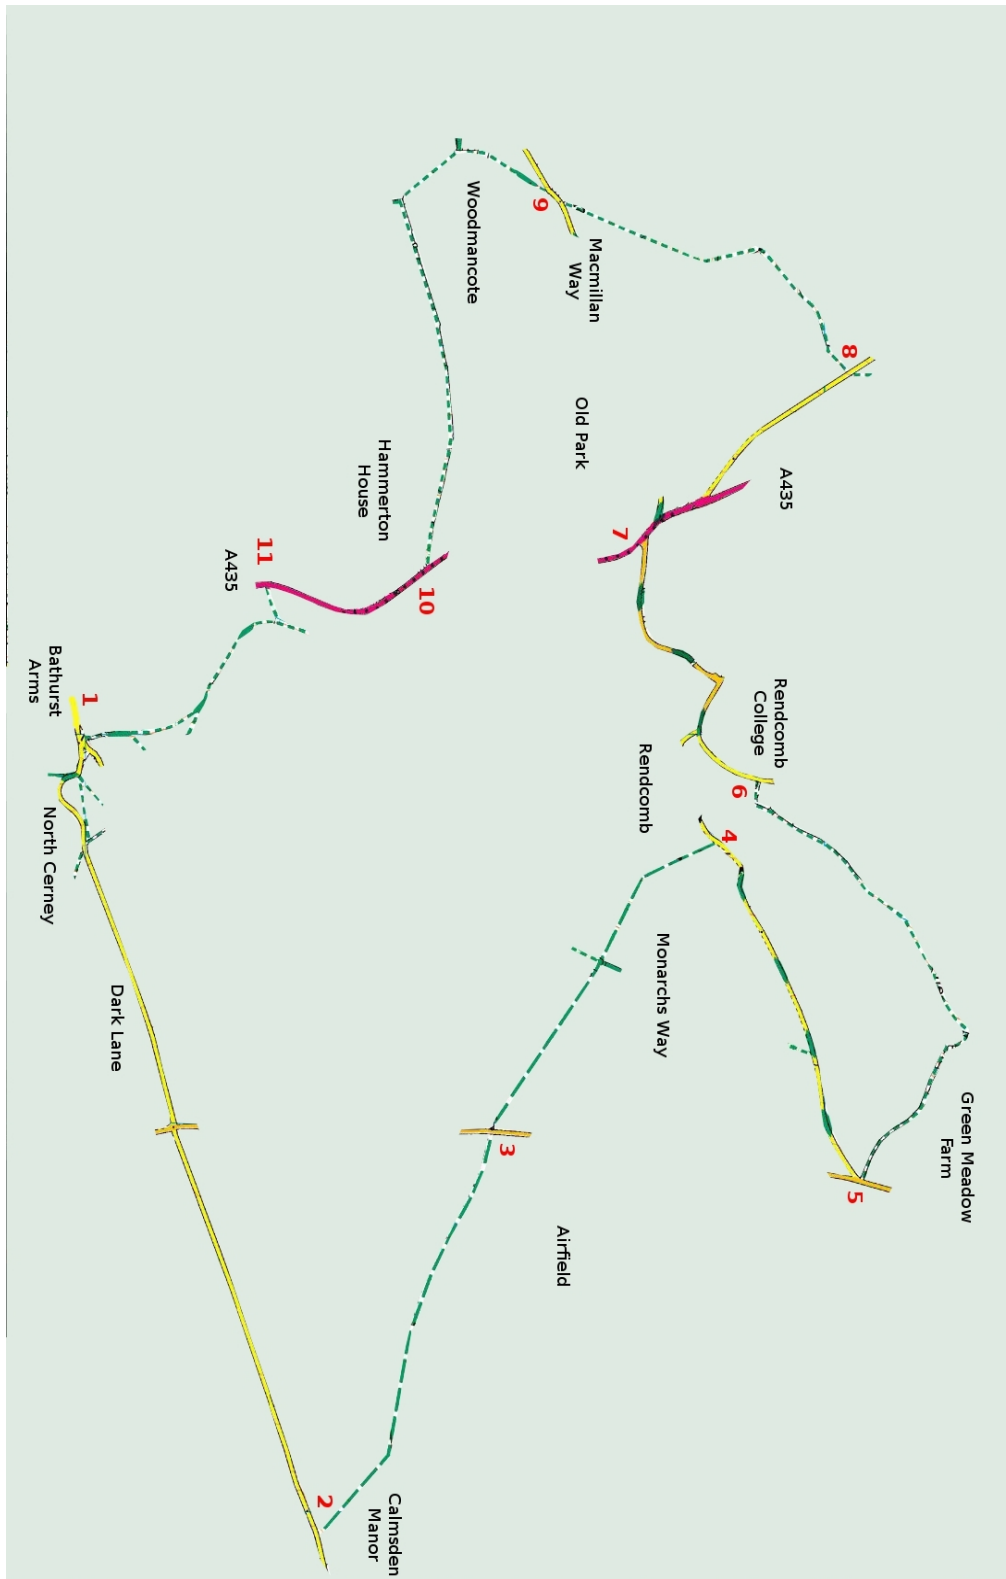 Green Meadow
Farm
8
5
A435
Rendcomb
College
6
4
Monarchs Way
Rendcomb
7
Macmillan
Way
Old Park
Airfield
9
3
Woodmancote
10
Calmsden
Manor
Hammerton
House
2
11
A435
Dark Lane
1
Bathurst
Arms
North Cerney